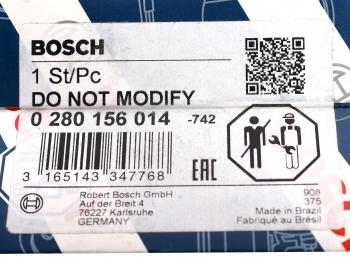 BOSCH
1 St/Pc
DO NOT MODIFY
0 280 156 014 -742
3 165143 347768
EAC
Robert Bosch GmbH
Auf der Breit 4
76227 Karlsruhe
GERMANY
908
375
Made in Brazil
Fabriqué au Brésil